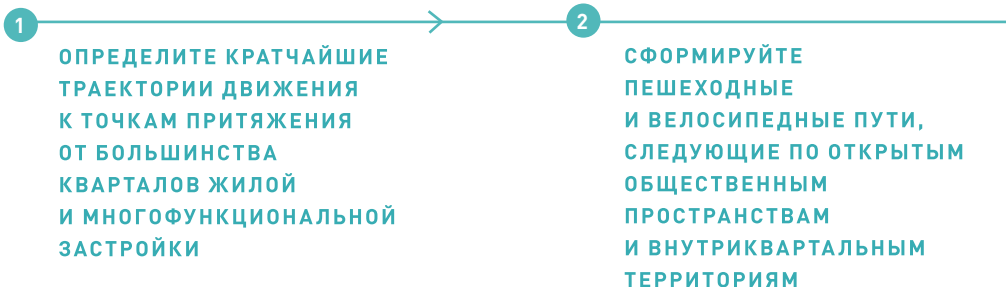 1
ОПРЕДЕЛИТЕ КРАТЧАЙШИЕ
ТРАЕКТОРИИ ДВИЖЕНИЯ
К ТОЧКАМ ПРИТЯЖЕНИЯ
ОТ БОЛЬШИНСТВА
КВАРТАЛОВ ЖИЛОЙ
И МНОГОФУНКЦИОНАЛЬНОЙ
ЗАСТРОЙКИ
2
СФОРМИРУЙТЕ
ПЕШЕХОДНЫЕ
И ВЕЛОСИПЕДНЫЕ ПУТИ,
СЛЕДУЮЩИЕ ПО ОТКРЫТЫМ
ОБЩЕСТВЕННЫМ
ПРОСТРАНСТВАМ
И ВНУТРИКВАРТАЛЬНЫМ
ТЕРРИТОРИЯМ